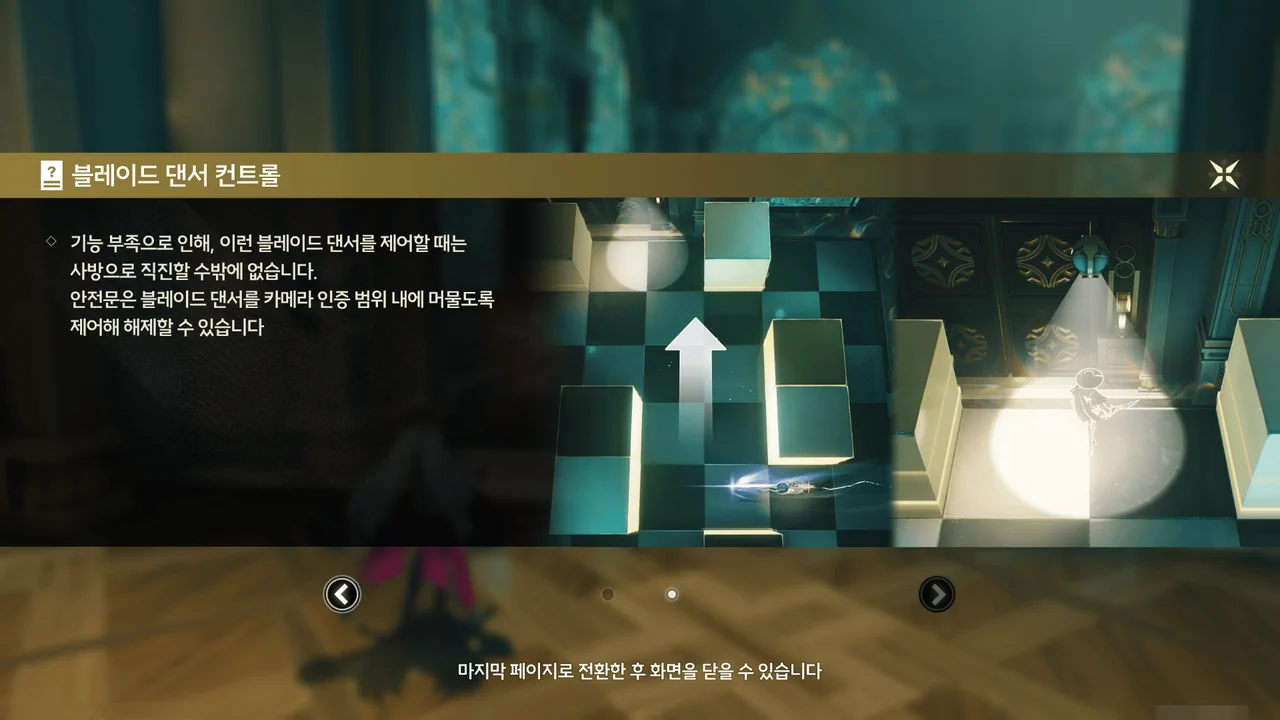 블레이드 댄서 컨트롤
기능 부족으로 인해, 이런 블레이드 댄서를 제어할 때는
사방으로 직진할 수밖에 없습니다.
안전문은 블레이드 댄서를 카메라 인증 범위 내에 머물도록
제어해 해제할 수 있습니다
마지막 페이지로 전환한 후 화면을 닫을 수 있습니다